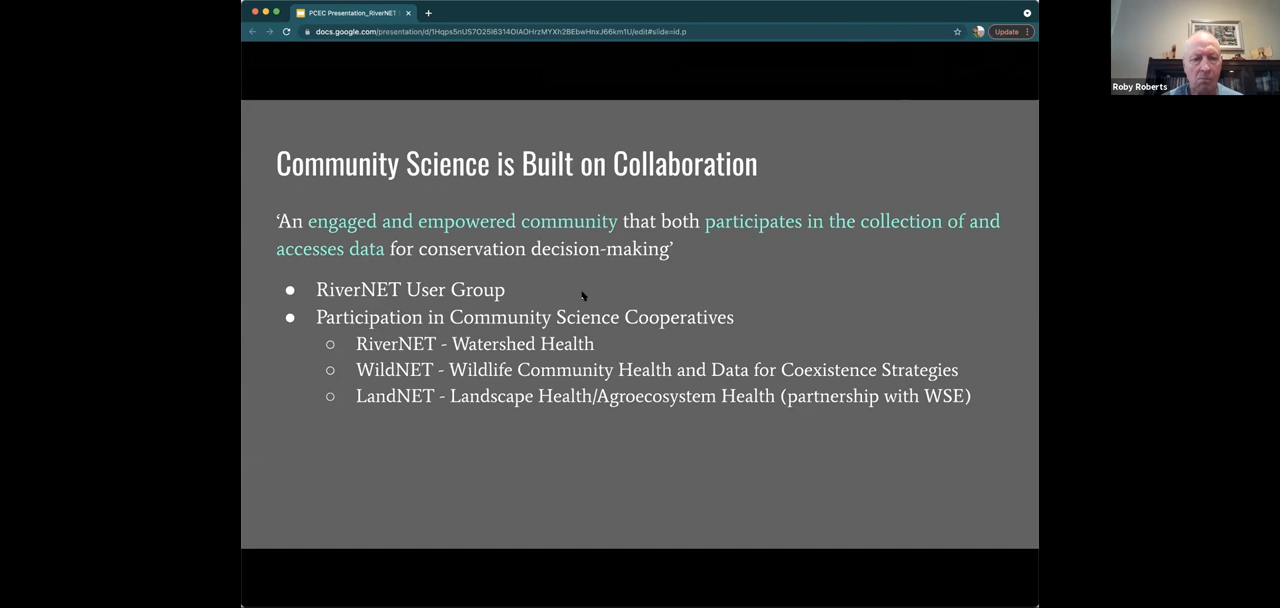 PCEC Presentation_RiverNET
docs.google.com/presentation/d/1Hqps5nUS7O25I6314OIAOHrzMYXh2BEbwHnxJ66km1U/edit#slide=id.p
Update
Roby Roberts
Community Science is Built on Collaboration
‘An engaged and empowered community that both participates in the collection of and
accesses data for conservation decision-making’
● RiverNET User Group
● Participation in Community Science Cooperatives
○ RiverNET - Watershed Health
○ WildNET - Wildlife Community Health and Data for Coexistence Strategies
○ LandNET - Landscape Health/Agroecosystem Health (partnership with WSE)